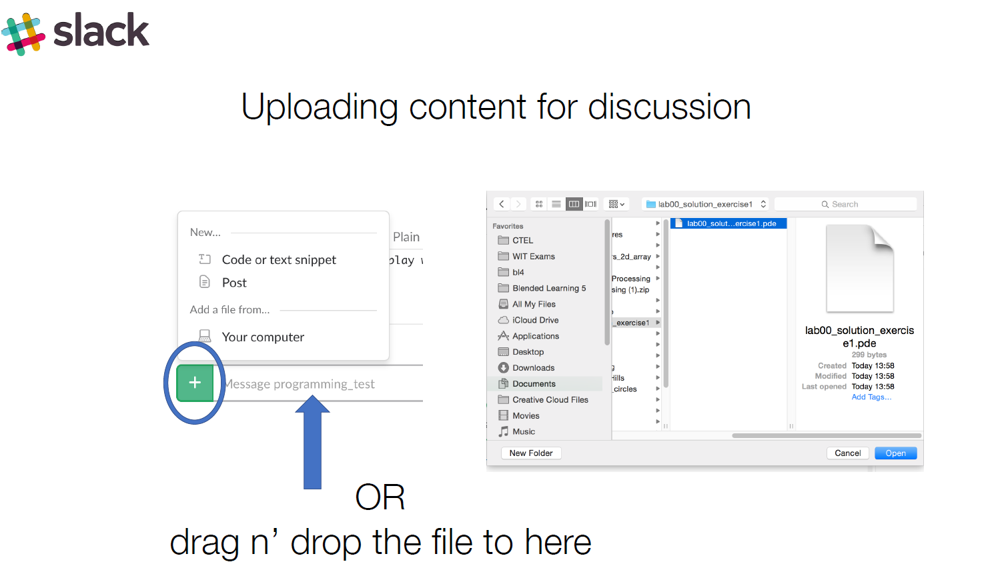 slack
Uploading content for discussion
New...
Code or text snippet
Post
Add a file from...
Your computer
Plain
play
+
Message programming_test
OR
drag n’ drop the file to here
lab00_solution_exercise1
Search
Favorites
CTEL
WIT Exams
bl4
Blended Learning 5
All My Files
iCloud Drive
Applications
Desktop
Downloads
Documents
Creative Cloud Files
Movies
Music
res
s_2d_array
Processing
sing (1).zip
_exercise1
Hills
_circles
lab00_solut...ercise1.pde
lab00_solution_exercis
e1.pde
299 bytes
Created Today 13:58
Modified Today 13:58
Last opened Today 13:58
Add Tags...
New Folder
Cancel
Open